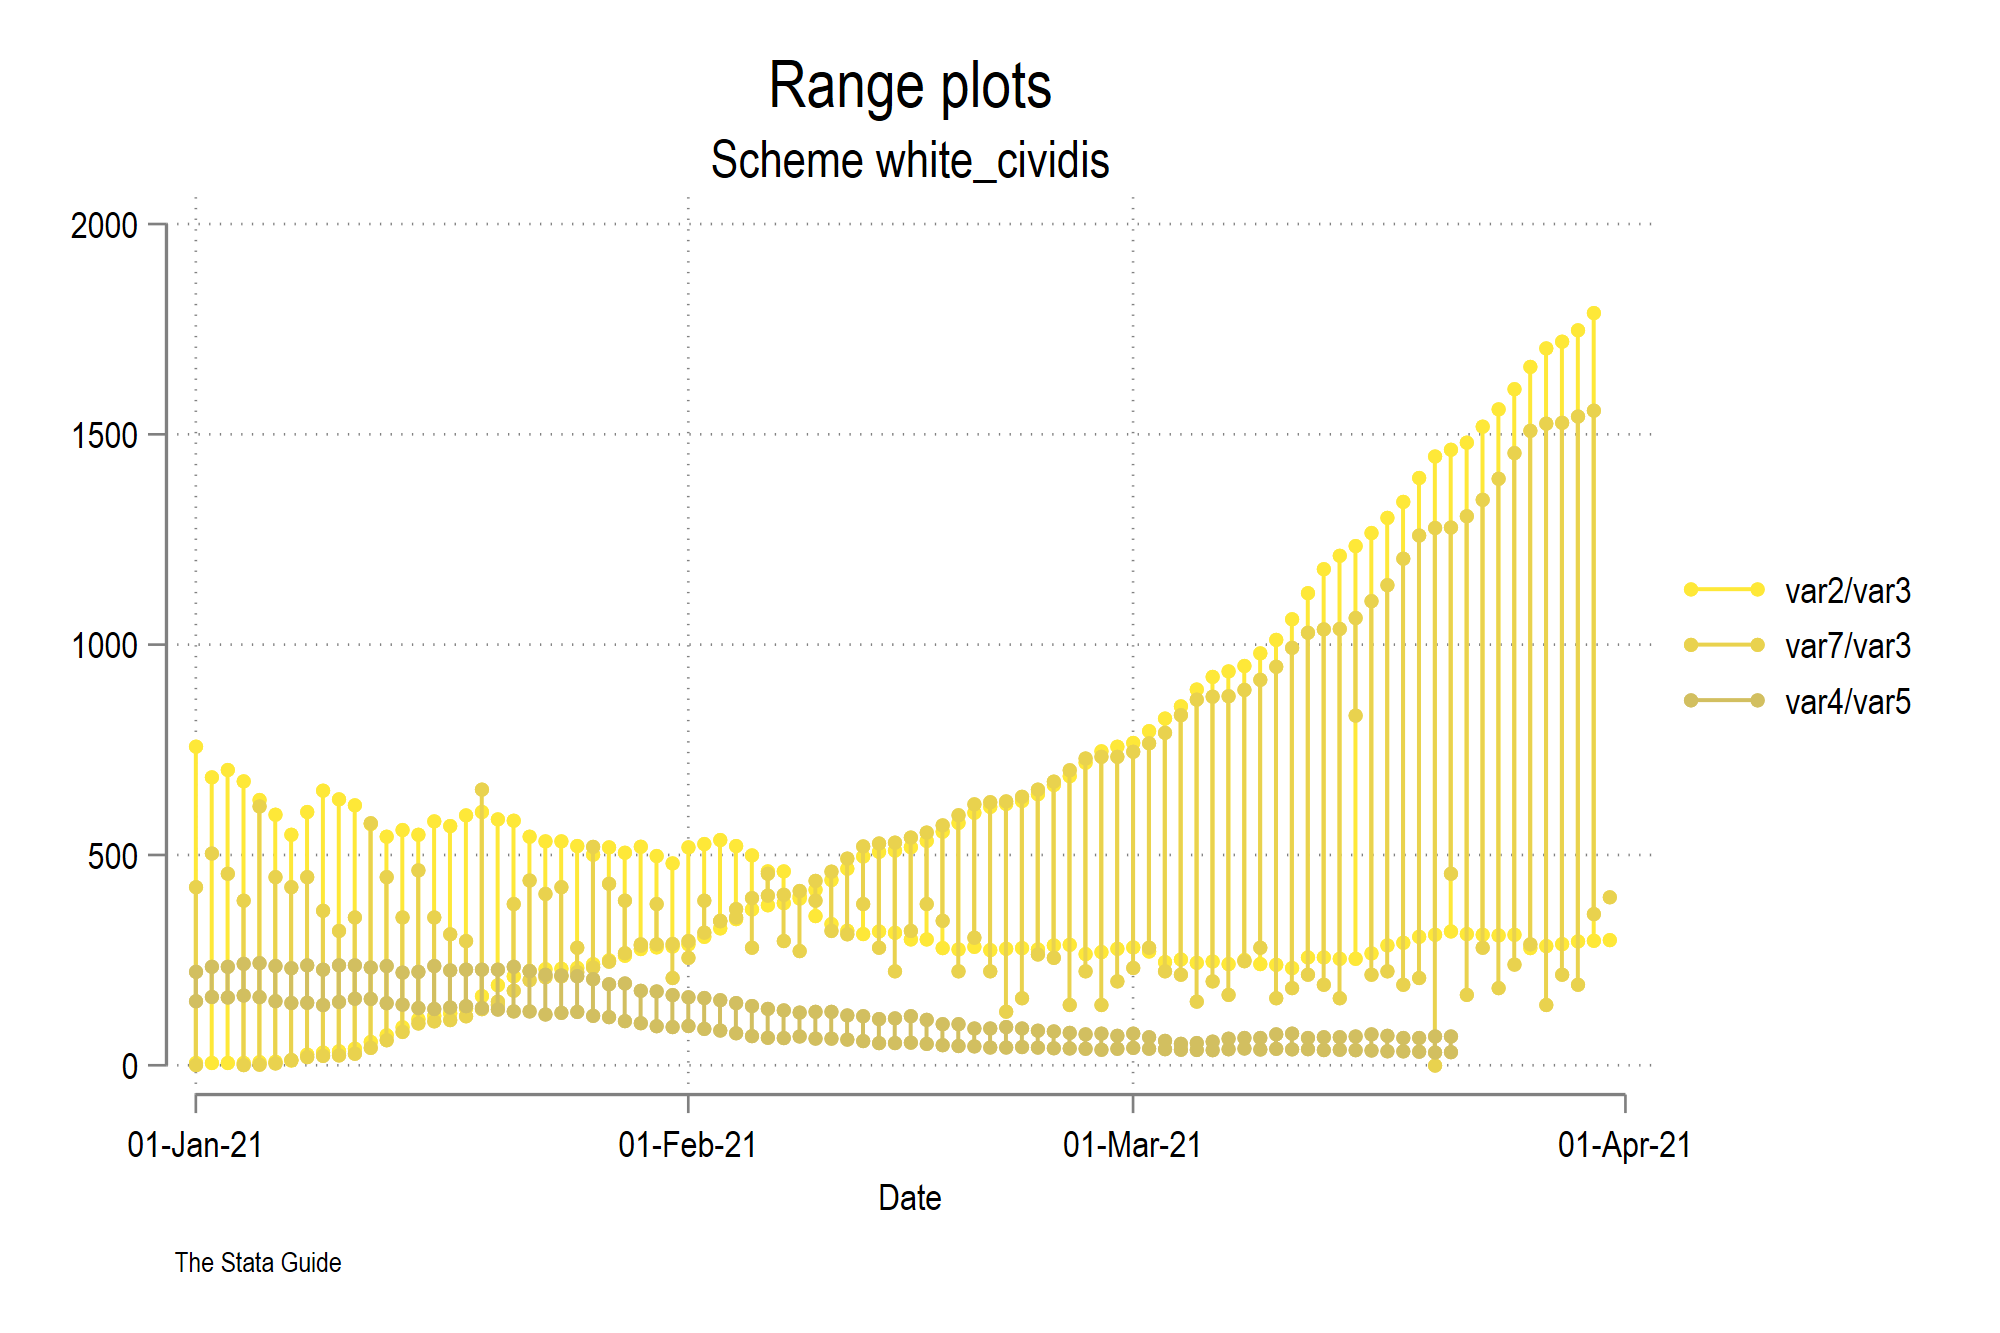 Range plots
Scheme white_cividis
2000
1500
1000
500
0
01-Jan-21
01-Feb-21
01-Mar-21
01-Apr-21
Date
var2/var3
var7/var3
var4/var5
The Stata Guide